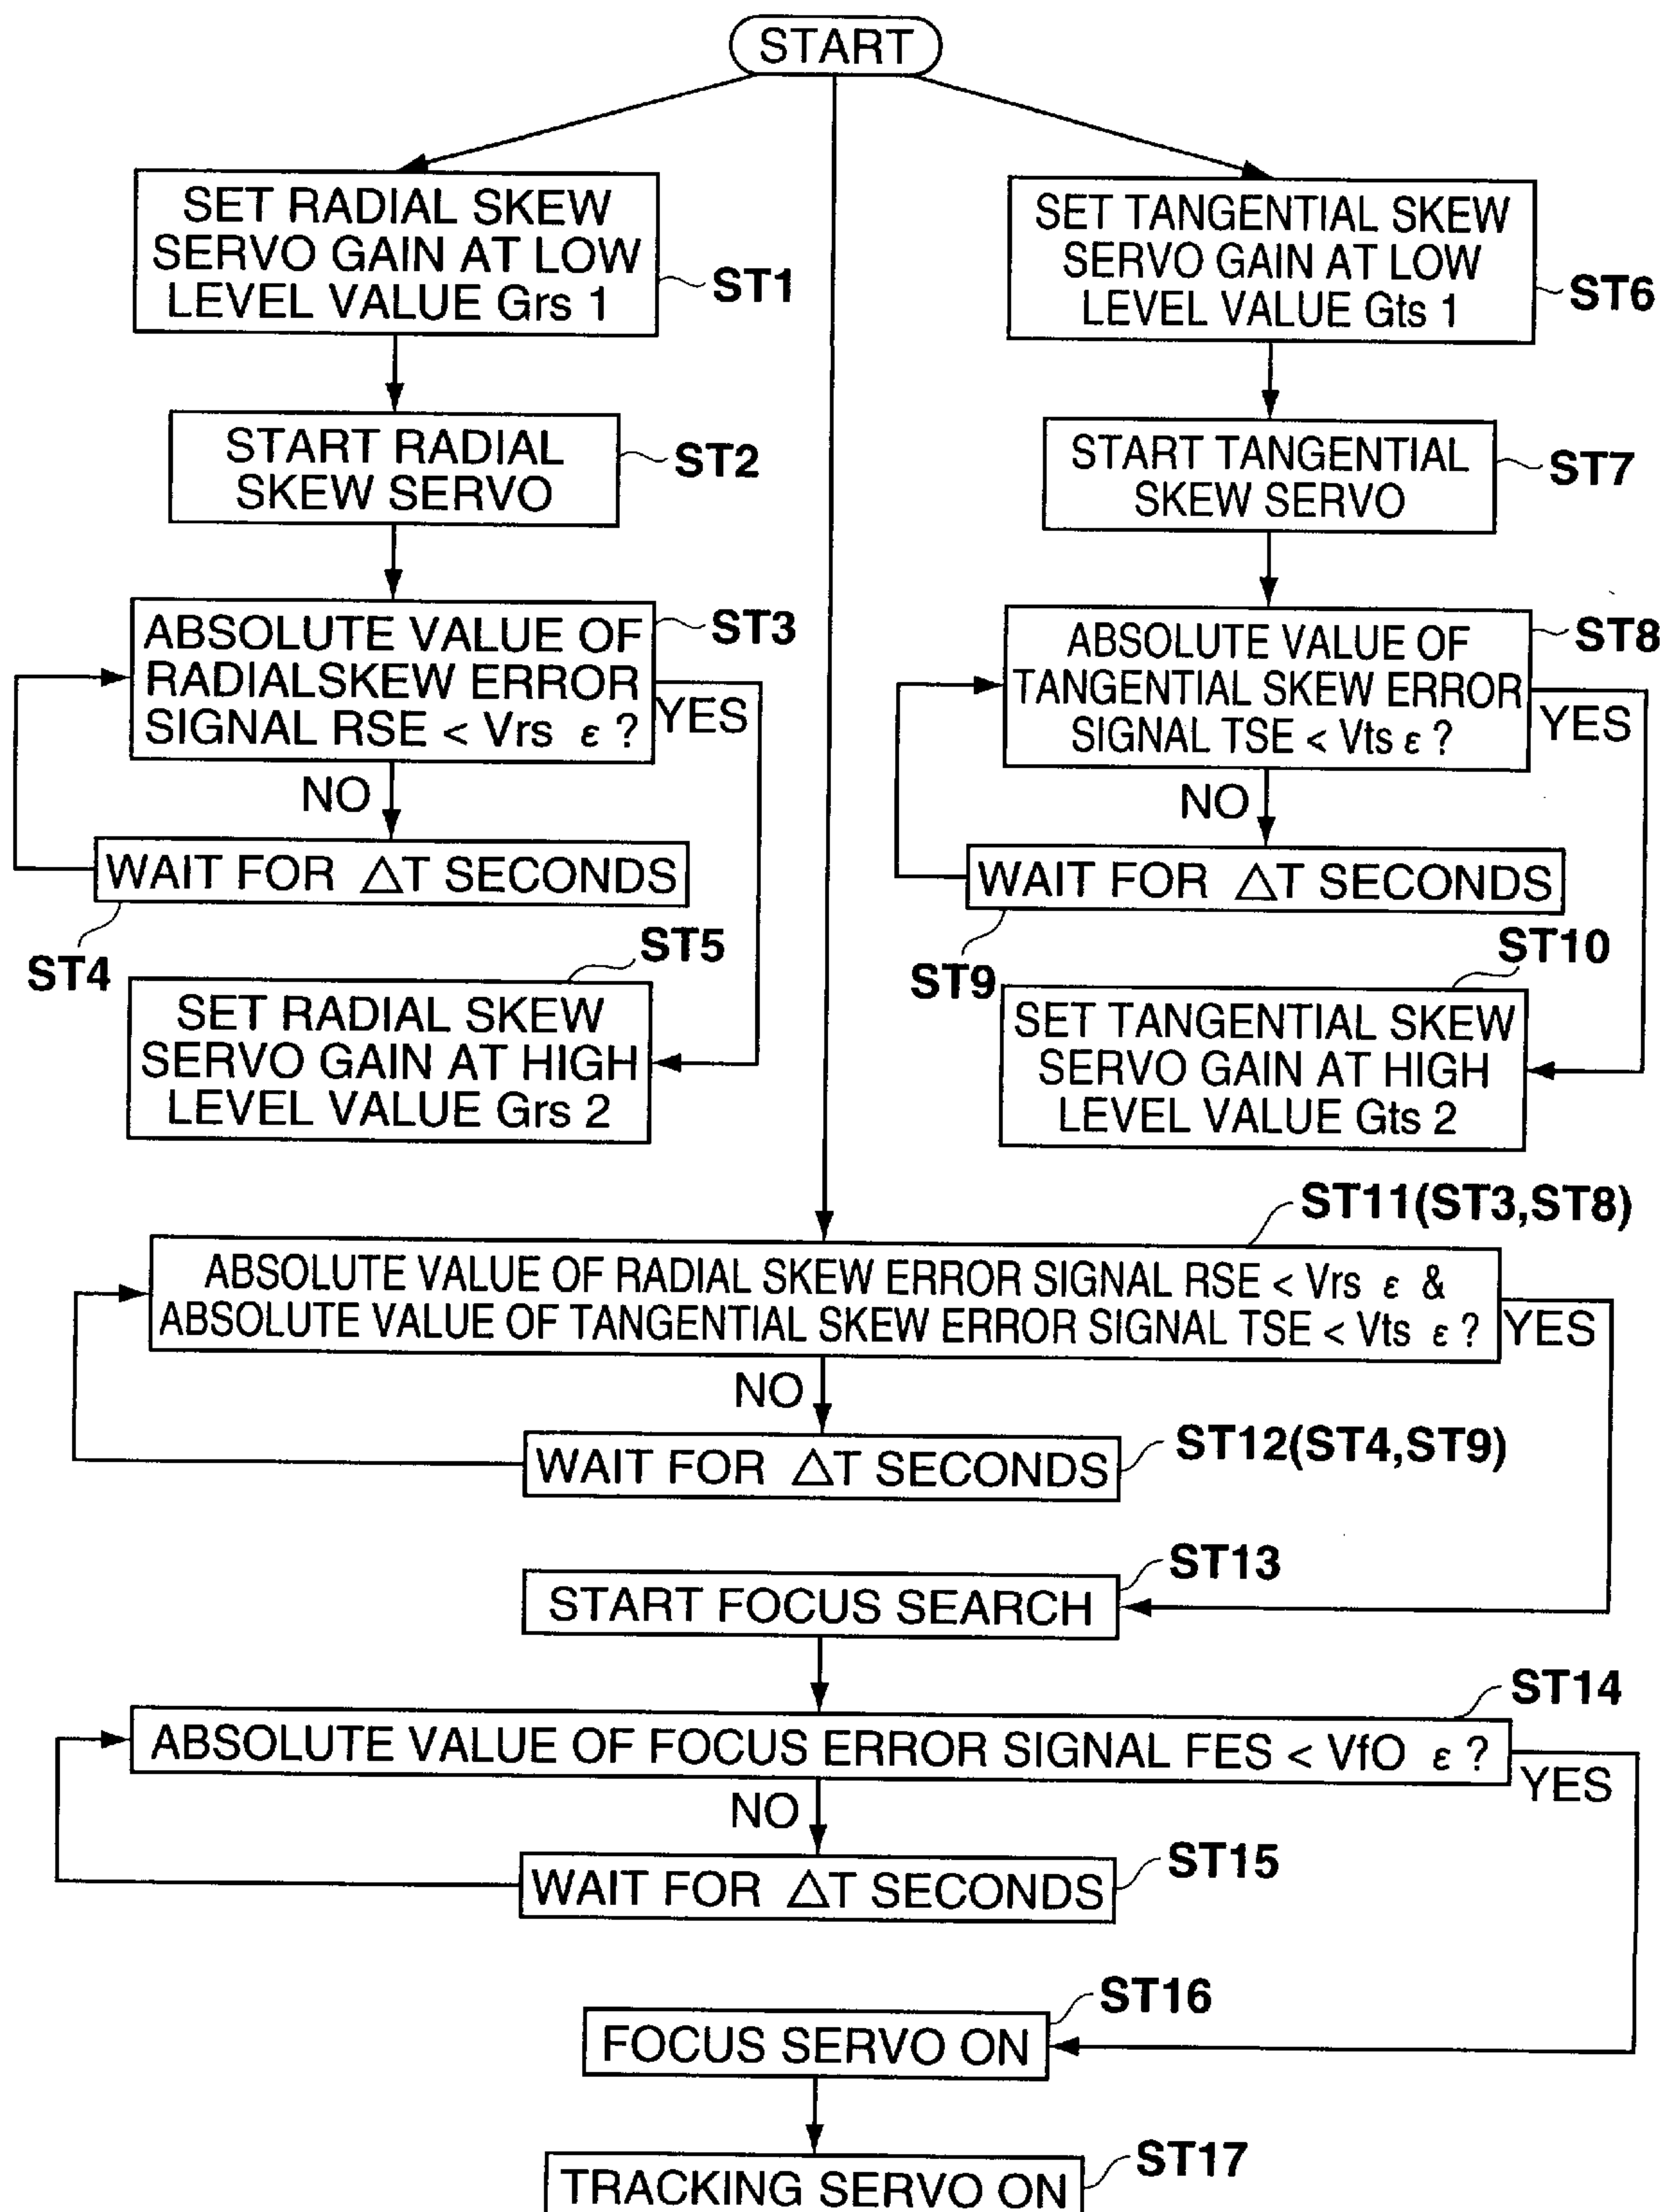 START
SET RADIAL SKEW
SERVO GAIN AT LOW
LEVEL VALUE Grs 1
ST1
START RADIAL
SKEW SERVO
ST2
ABSOLUTE VALUE OF
RADIALSKEW ERROR
SIGNAL RSE < Vrs ε ?
ST3
YES
NO
WAIT FOR △T SECONDS
ST4
ST5
SET RADIAL SKEW
SERVO GAIN AT HIGH
LEVEL VALUE Grs 2
SET TANGENTIAL SKEW
SERVO GAIN AT LOW
LEVEL VALUE Gts 1
ST6
START TANGENTIAL
SKEW SERVO
ST7
ABSOLUTE VALUE OF
TANGENTIAL SKEW ERROR
SIGNAL TSE < Vts ε ?
ST8
YES
NO
WAIT FOR △T SECONDS
ST9
ST10
SET TANGENTIAL SKEW
SERVO GAIN AT HIGH
LEVEL VALUE Gts 2
ST11(ST3,ST8)
ABSOLUTE VALUE OF RADIAL SKEW ERROR SIGNAL RSE < Vrs ε &
ABSOLUTE VALUE OF TANGENTIAL SKEW ERROR SIGNAL TSE < Vts ε ?
YES
NO
WAIT FOR △T SECONDS
ST12(ST4,ST9)
ST13
START FOCUS SEARCH
ST14
ABSOLUTE VALUE OF FOCUS ERROR SIGNAL FES < VfO ε ?
YES
NO
WAIT FOR △T SECONDS
ST15
ST16
FOCUS SERVO ON
ST17
TRACKING SERVO ON